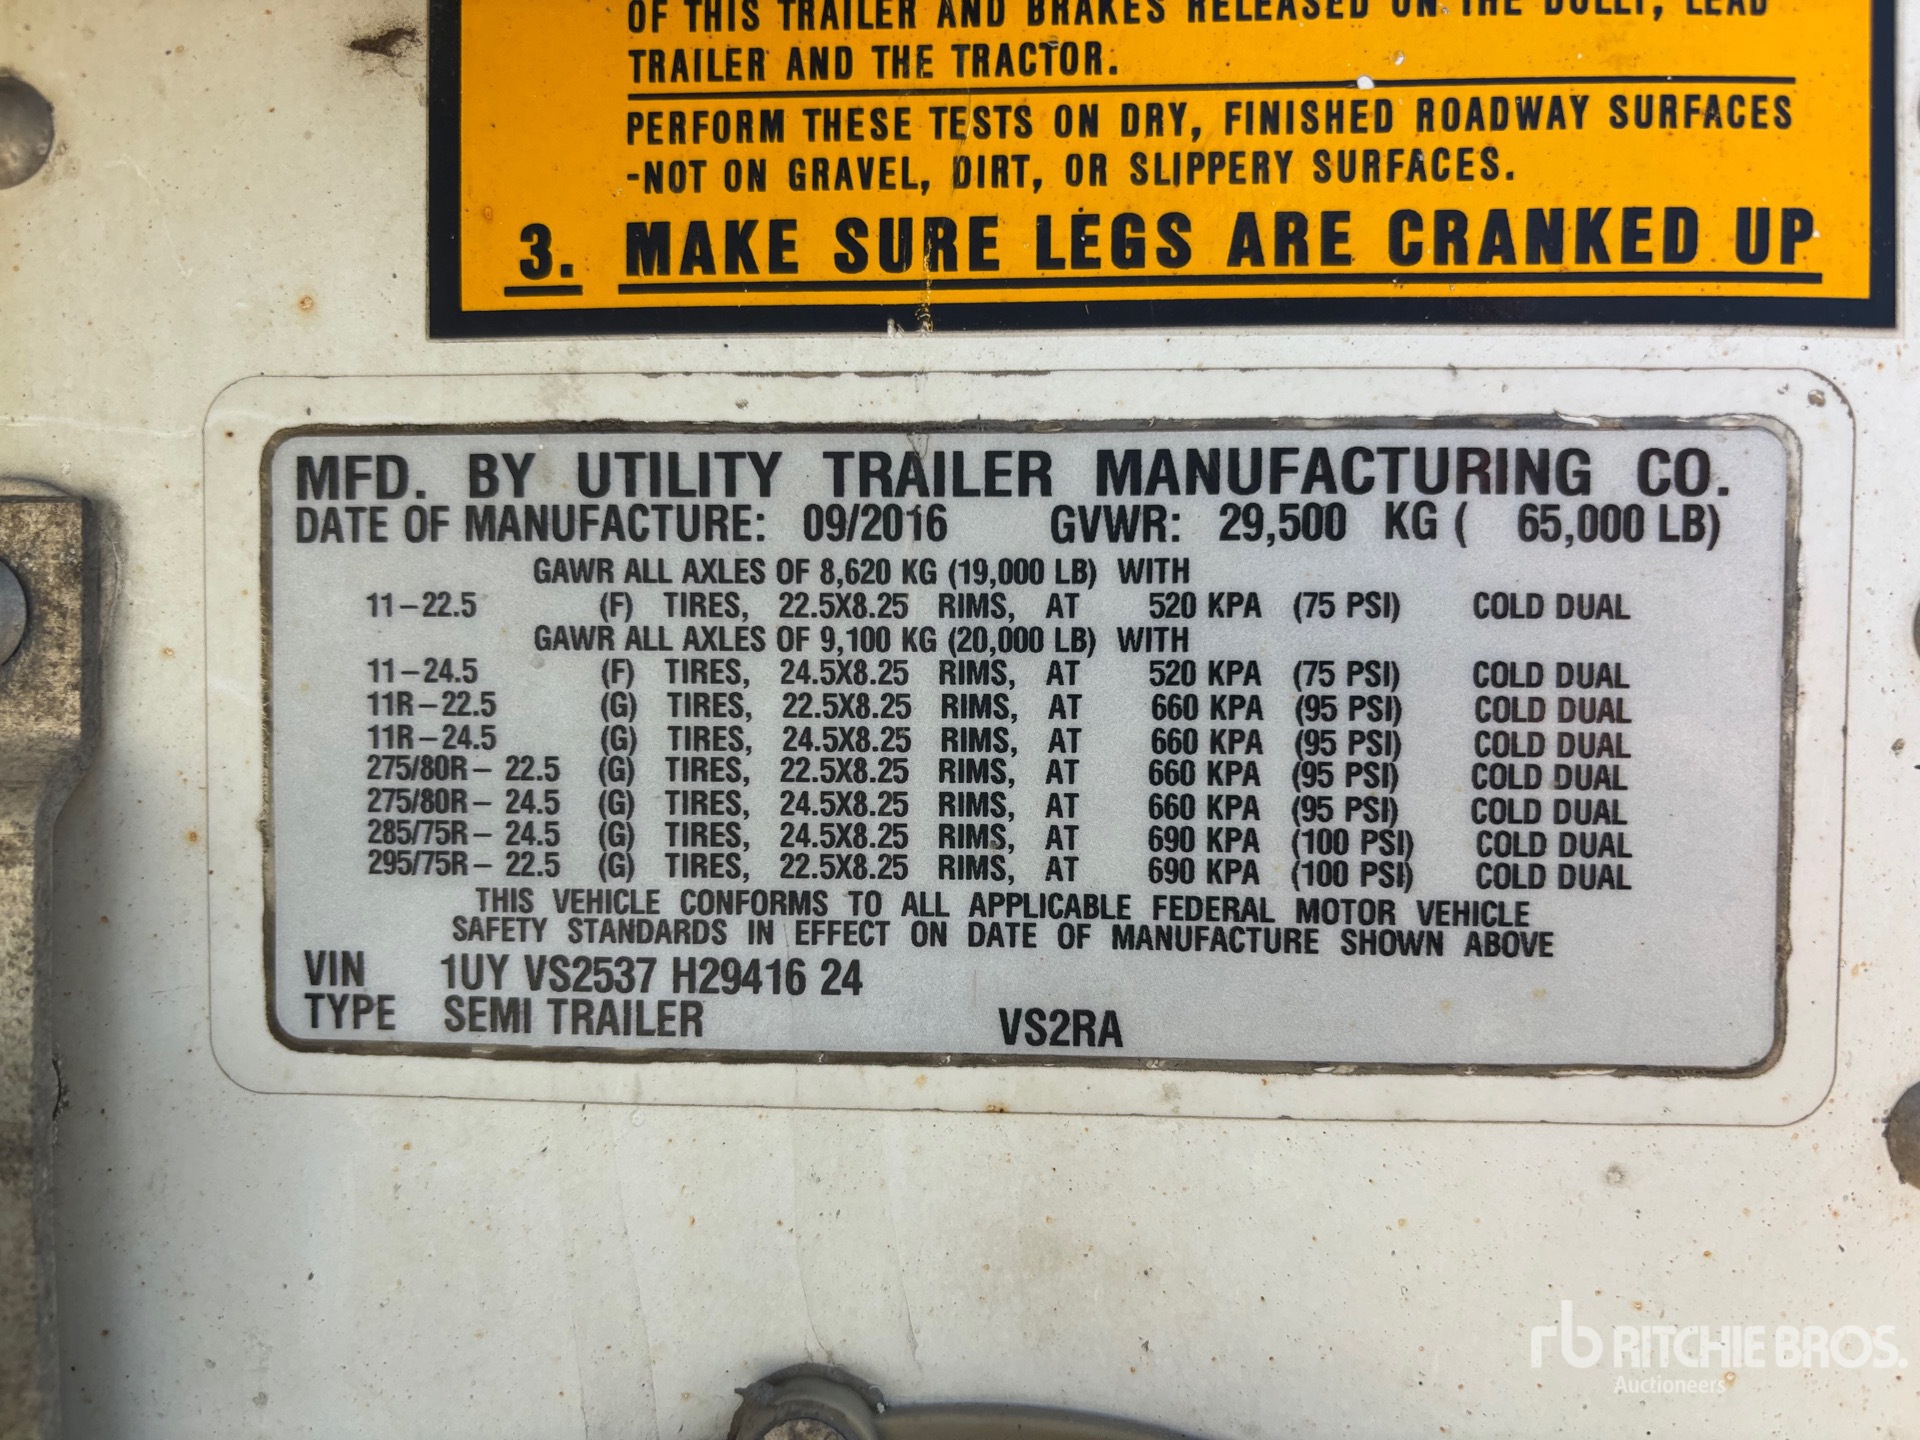 OF THIS TRAILER AND BRAKES RELEASED ON THE DOLLY, LEAD
TRAILER AND THE TRACTOR.
PERFORM THESE TESTS ON DRY, FINISHED ROADWAY SURFACES
-NOT ON GRAVEL, DIRT, OR SLIPPERY SURFACES.
3. MAKE SURE LEGS ARE CRANKED UP
MFD. BY UTILITY TRAILER MANUFACTURING CO.
DATE OF MANUFACTURE: 09/2016 GVWR: 29,500 KG ( 65,000 LB)
GAWR ALL AXLES OF 8,620 KG (19,000 LB) WITH
11-22.5 (F) TIRES, 22.5X8.25 RIMS, AT 520 KPA (75 PSI) COLD DUAL
GAWR ALL AXLES OF 9,100 KG (20,000 LB) WITH
11-24.5 (F) TIRES, 24.5X8.25 RIMS, AT 520 KPA (75 PSI) COLD DUAL
11R-22.5 (G) TIRES, 22.5X8.25 RIMS, AT 660 KPA (95 PSI) COLD DUAL
11R-24.5 (G) TIRES, 24.5X8.25 RIMS, AT 660 KPA (95 PSI) COLD DUAL
275/80R- 22.5 (G) TIRES, 22.5X8.25 RIMS, AT 660 KPA (95 PSI) COLD DUAL
275/80R- 24.5 (G) TIRES, 24.5X8.25 RIMS, AT 660 KPA (95 PSI) COLD DUAL
285/75R- 24.5 (G) TIRES, 24.5X8.25 RIMS, AT 690 KPA (100 PSI) COLD DUAL
295/75R- 22.5 (G) TIRES, 22.5X8.25 RIMS, AT 690 KPA (100 PSI) COLD DUAL
THIS VEHICLE CONFORMS TO ALL APPLICABLE FEDERAL MOTOR VEHICLE
SAFETY STANDARDS IN EFFECT ON DATE OF MANUFACTURE SHOWN ABOVE
VIN 1UY VS2537 H29416 24
TYPE SEMI TRAILER VS2RA
rb RITCHIE BROS.
Auctioneers